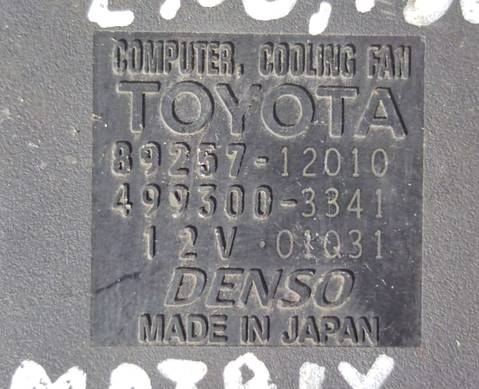 COMPUTER, COOLING FAN
TOYOTA
89257-12010
499300-3341
12V ·01Q31
DENSO
MADE IN JAPAN